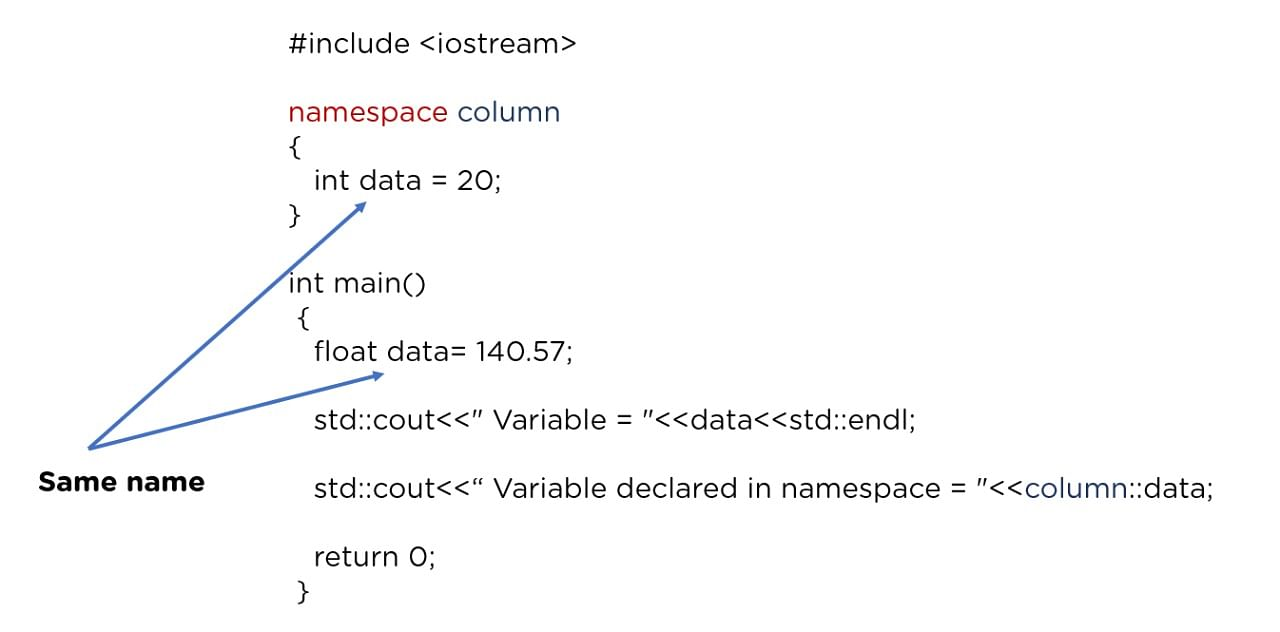 #include <iostream>
namespace column
{
int data = 20;
}
int main()
{
float data= 140.57;
std::cout<<" Variable = "<<data<<std::endl;
Same name
std::cout<<“ Variable declared in namespace = "<<column::data;
return 0;
}